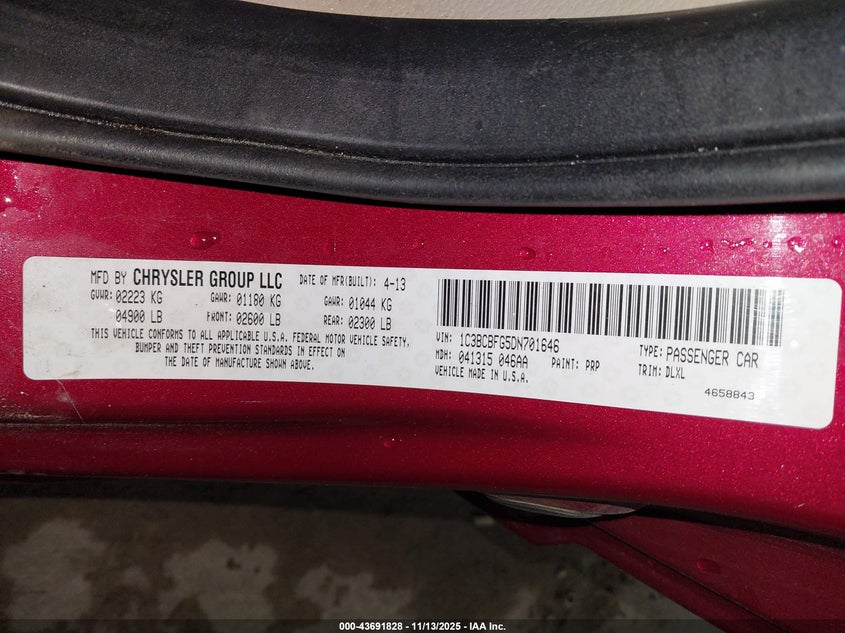 MFD BY CHRYSLER GROUP LLC DATE OF MFR(BUILT): 4-13
GVWR: 02223 KG GAWR: 01180 KG GAWR: 01044 KG
04900 LB FRONT: 02600 LB REAR: 02300 LB
THIS VEHICLE CONFORMS TO ALL APPLICABLE U.S.A. FEDERAL MOTOR VEHICLE SAFETY,
BUMPER AND THEFT PREVENTION STANDARDS IN EFFECT ON
THE DATE OF MANUFACTURE SHOWN ABOVE.
VIN: 1C3BCBFG5DN701646 TYPE: PASSENGER CAR
MDH: 041315 046AA PAINT: PRP TRIM: DLXL
VEHICLE MADE IN U.S.A.
4658843
000-43691828 - 11/13/2025 - IAA Inc.